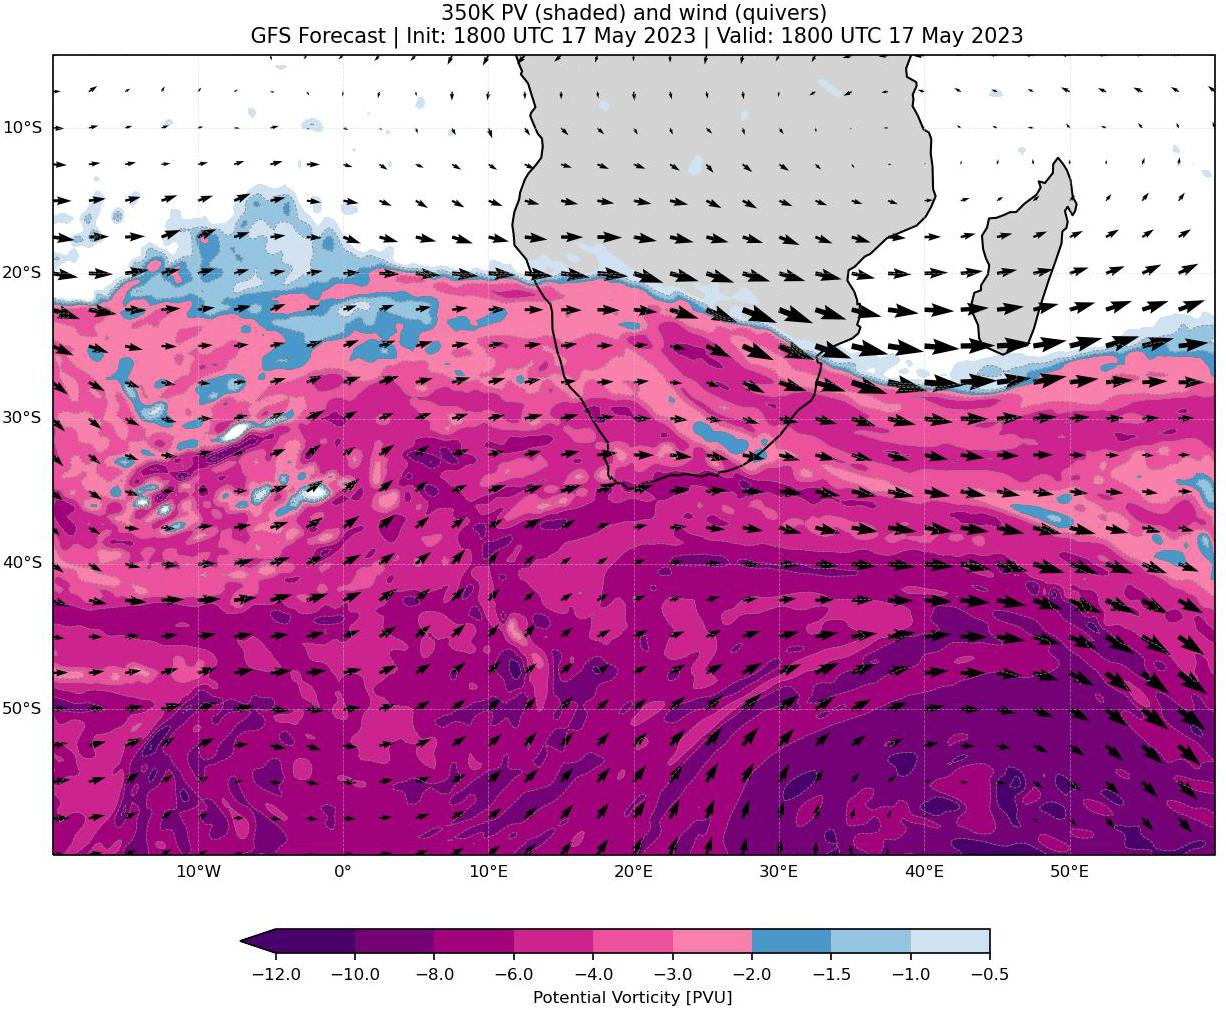 350K PV (shaded) and wind (quivers)
GFS Forecast | Init: 1800 UTC 17 May 2023 | Valid: 1800 UTC 17 May 2023
10°S
20°S
30°S
40°S
50°S
10°W 0° 10°E 20°E 30°E 40°E 50°E
−12.0 −10.0 −8.0 −6.0 −4.0 −3.0 −2.0 −1.5 −1.0 −0.5
Potential Vorticity [PVU]